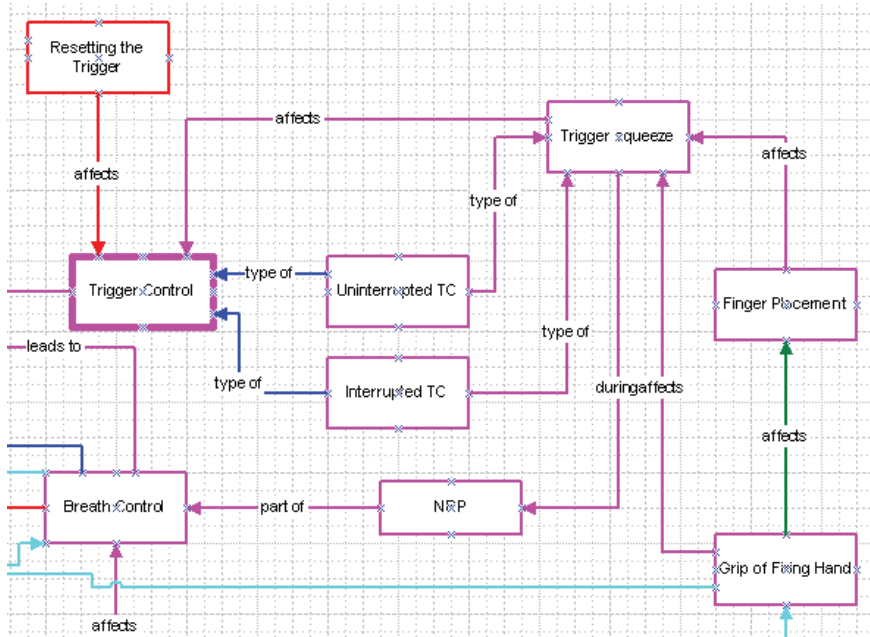 Resetting the
Trigger
affects
Trigger squeeze
affects
affects
type of
type of
Trigger Control
Uninterrupted TC
Finger Placement
type of
leads to
type of
Interrupted TC
during
affects
affects
Breath Control
part of
NRP
Grip of Firing Hand
affects